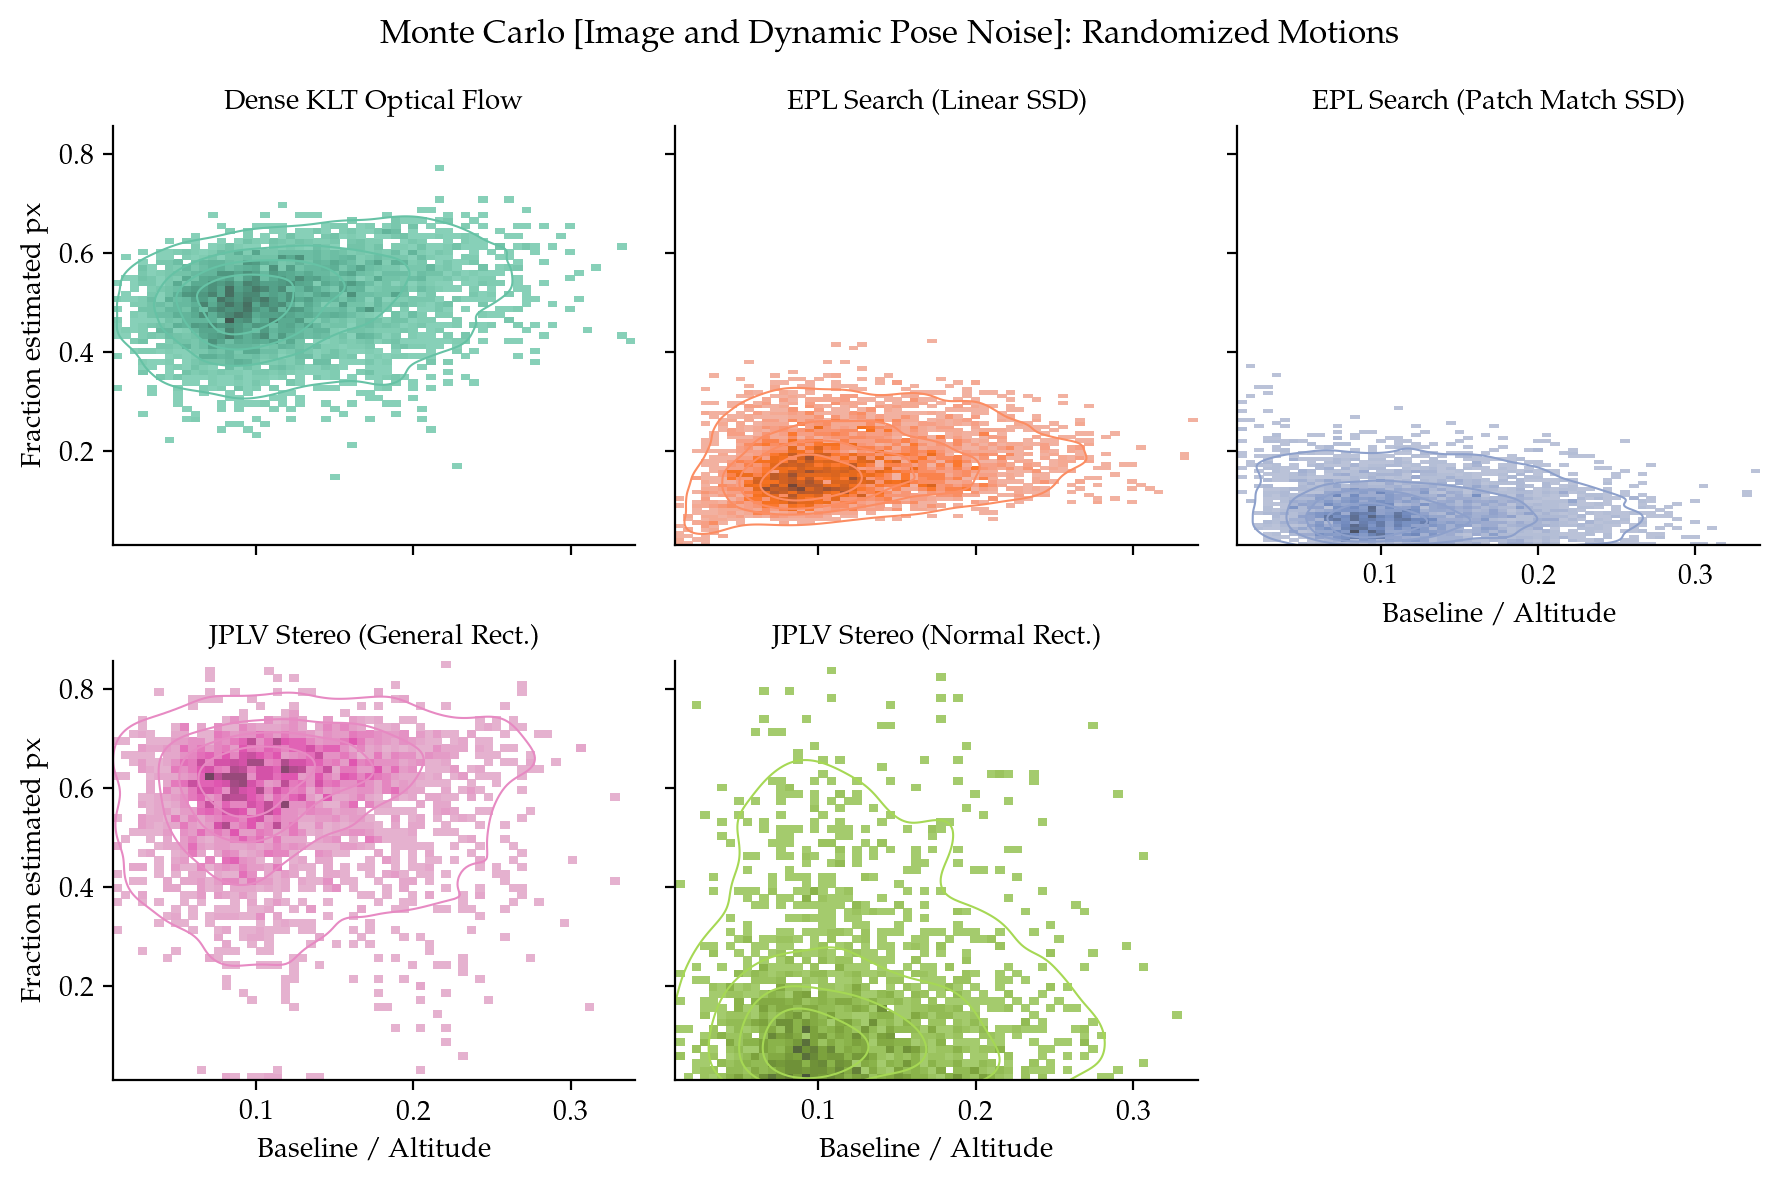 Monte Carlo [Image and Dynamic Pose Noise]: Randomized Motions
Dense KLT Optical Flow
EPL Search (Linear SSD)
EPL Search (Patch Match SSD)
0.8
0.6
0.4
0.2
Fraction estimated px
0.1 0.2 0.3
Baseline / Altitude
JPLV Stereo (General Rect.)
JPLV Stereo (Normal Rect.)
0.8
0.6
0.4
0.2
Fraction estimated px
0.1 0.2 0.3
Baseline / Altitude
0.1 0.2 0.3
Baseline / Altitude